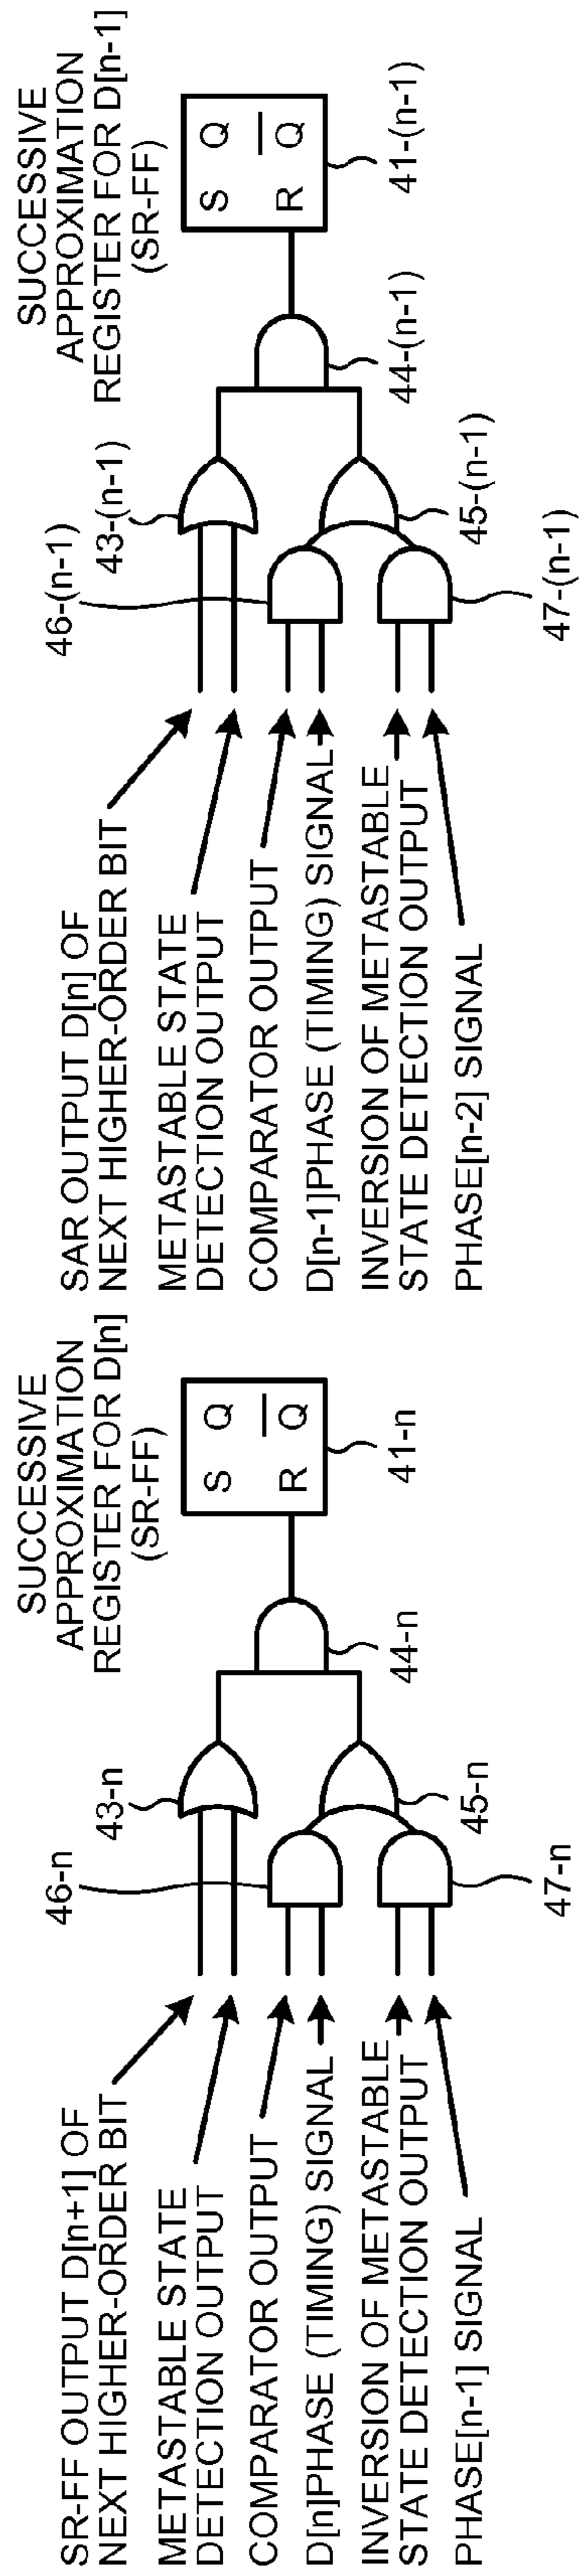 SUCCESSIVE
APPROXIMATION
REGISTER FOR D[n]
(SR-FF)
SR-FF OUTPUT D[n+1] OF
NEXT HIGHER-ORDER BIT
METASTABLE STATE
DETECTION OUTPUT
COMPARATOR OUTPUT
D[n]PHASE (TIMING) SIGNAL
INVERSION OF METASTABLE
STATE DETECTION OUTPUT
PHASE[n-1] SIGNAL
46-n
43-n
S Q
R Q
44-n
41-n
45-n
47-n
SUCCESSIVE
APPROXIMATION
REGISTER FOR D[n-1]
(SR-FF)
SAR OUTPUT D[n] OF
NEXT HIGHER-ORDER BIT
METASTABLE STATE
DETECTION OUTPUT
COMPARATOR OUTPUT
D[n-1]PHASE (TIMING) SIGNAL
INVERSION OF METASTABLE
STATE DETECTION OUTPUT
PHASE[n-2] SIGNAL
46-(n-1)
43-(n-1)
S Q
R Q
44-(n-1)
41-(n-1)
45-(n-1)
47-(n-1)